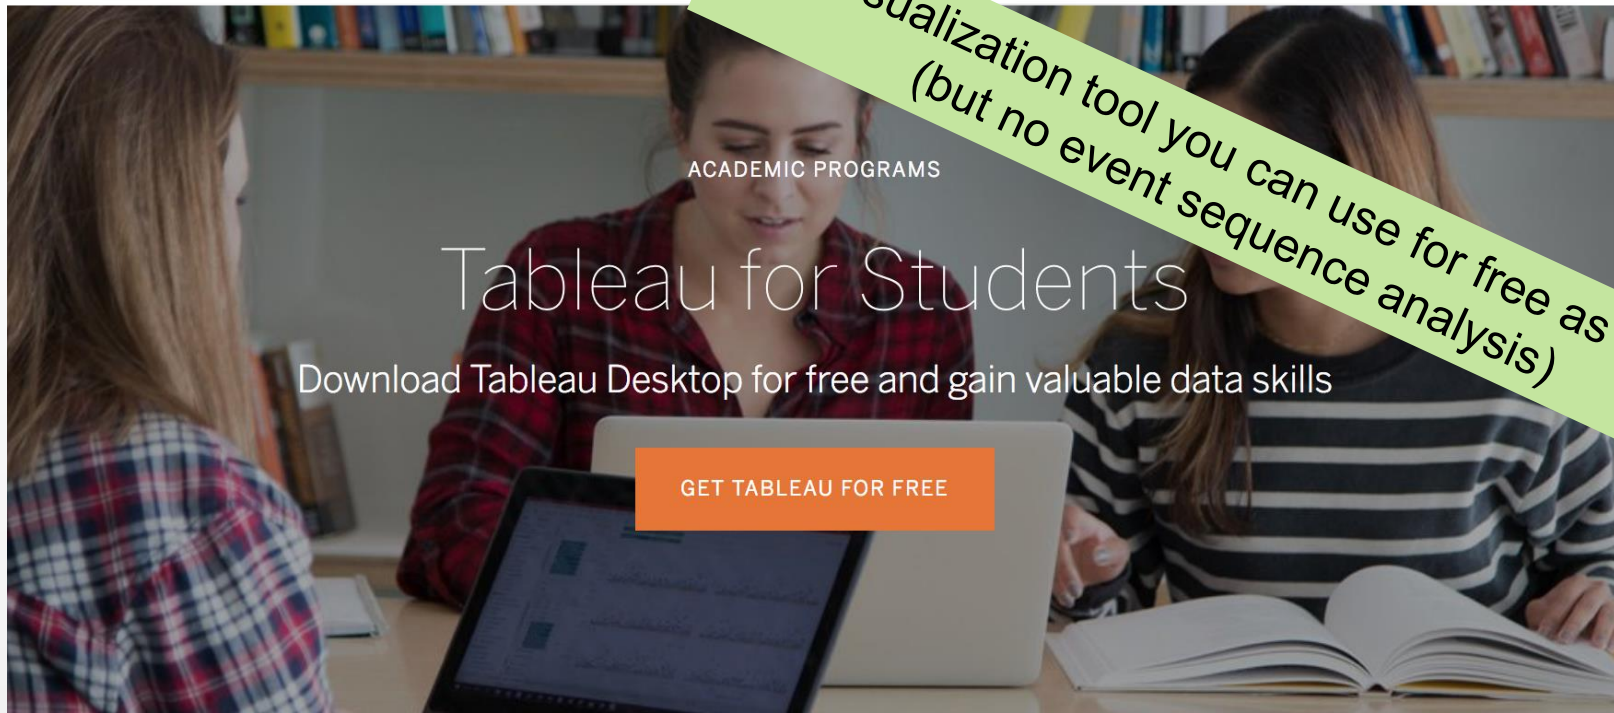 sualization tool you can use for free as
(but no event sequence analysis)
ACADEMIC PROGRAMS
Tableau for Students
Download Tableau Desktop for free and gain valuable data skills
GET TABLEAU FOR FREE